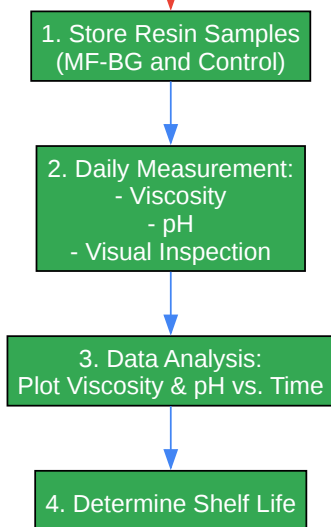 1. Store Resin Samples
(MF-BG and Control)
2. Daily Measurement:
- Viscosity
- pH
- Visual Inspection
3. Data Analysis:
Plot Viscosity & pH vs. Time
4. Determine Shelf Life